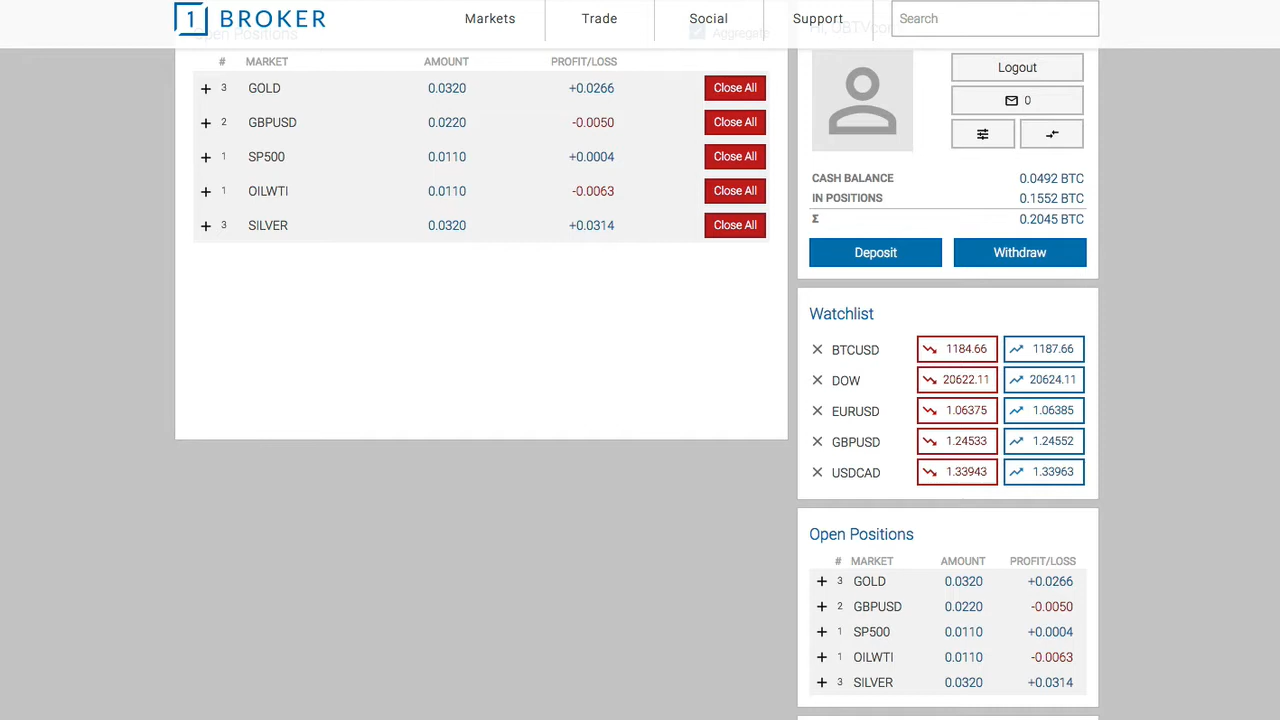 1 BROKER
Markets
Trade
Social
Support
Search
Open Positions
Aggregate
# MARKET AMOUNT PROFIT/LOSS
+ 3 GOLD 0.0320 +0.0266 Close All
+ 2 GBPUSD 0.0220 -0.0050 Close All
+ 1 SP500 0.0110 +0.0004 Close All
+ 1 OILWTI 0.0110 -0.0063 Close All
+ 3 SILVER 0.0320 +0.0314 Close All
Logout
0
CASH BALANCE 0.0492 BTC
IN POSITIONS 0.1552 BTC
Σ 0.2045 BTC
Deposit Withdraw
Watchlist
BTCUSD 1184.66 1187.66
DOW 20622.11 20624.11
EURUSD 1.06375 1.06385
GBPUSD 1.24533 1.24552
USDCAD 1.33943 1.33963
Open Positions
# MARKET AMOUNT PROFIT/LOSS
+ 3 GOLD 0.0320 +0.0266
+ 2 GBPUSD 0.0220 -0.0050
+ 1 SP500 0.0110 +0.0004
+ 1 OILWTI 0.0110 -0.0063
+ 3 SILVER 0.0320 +0.0314